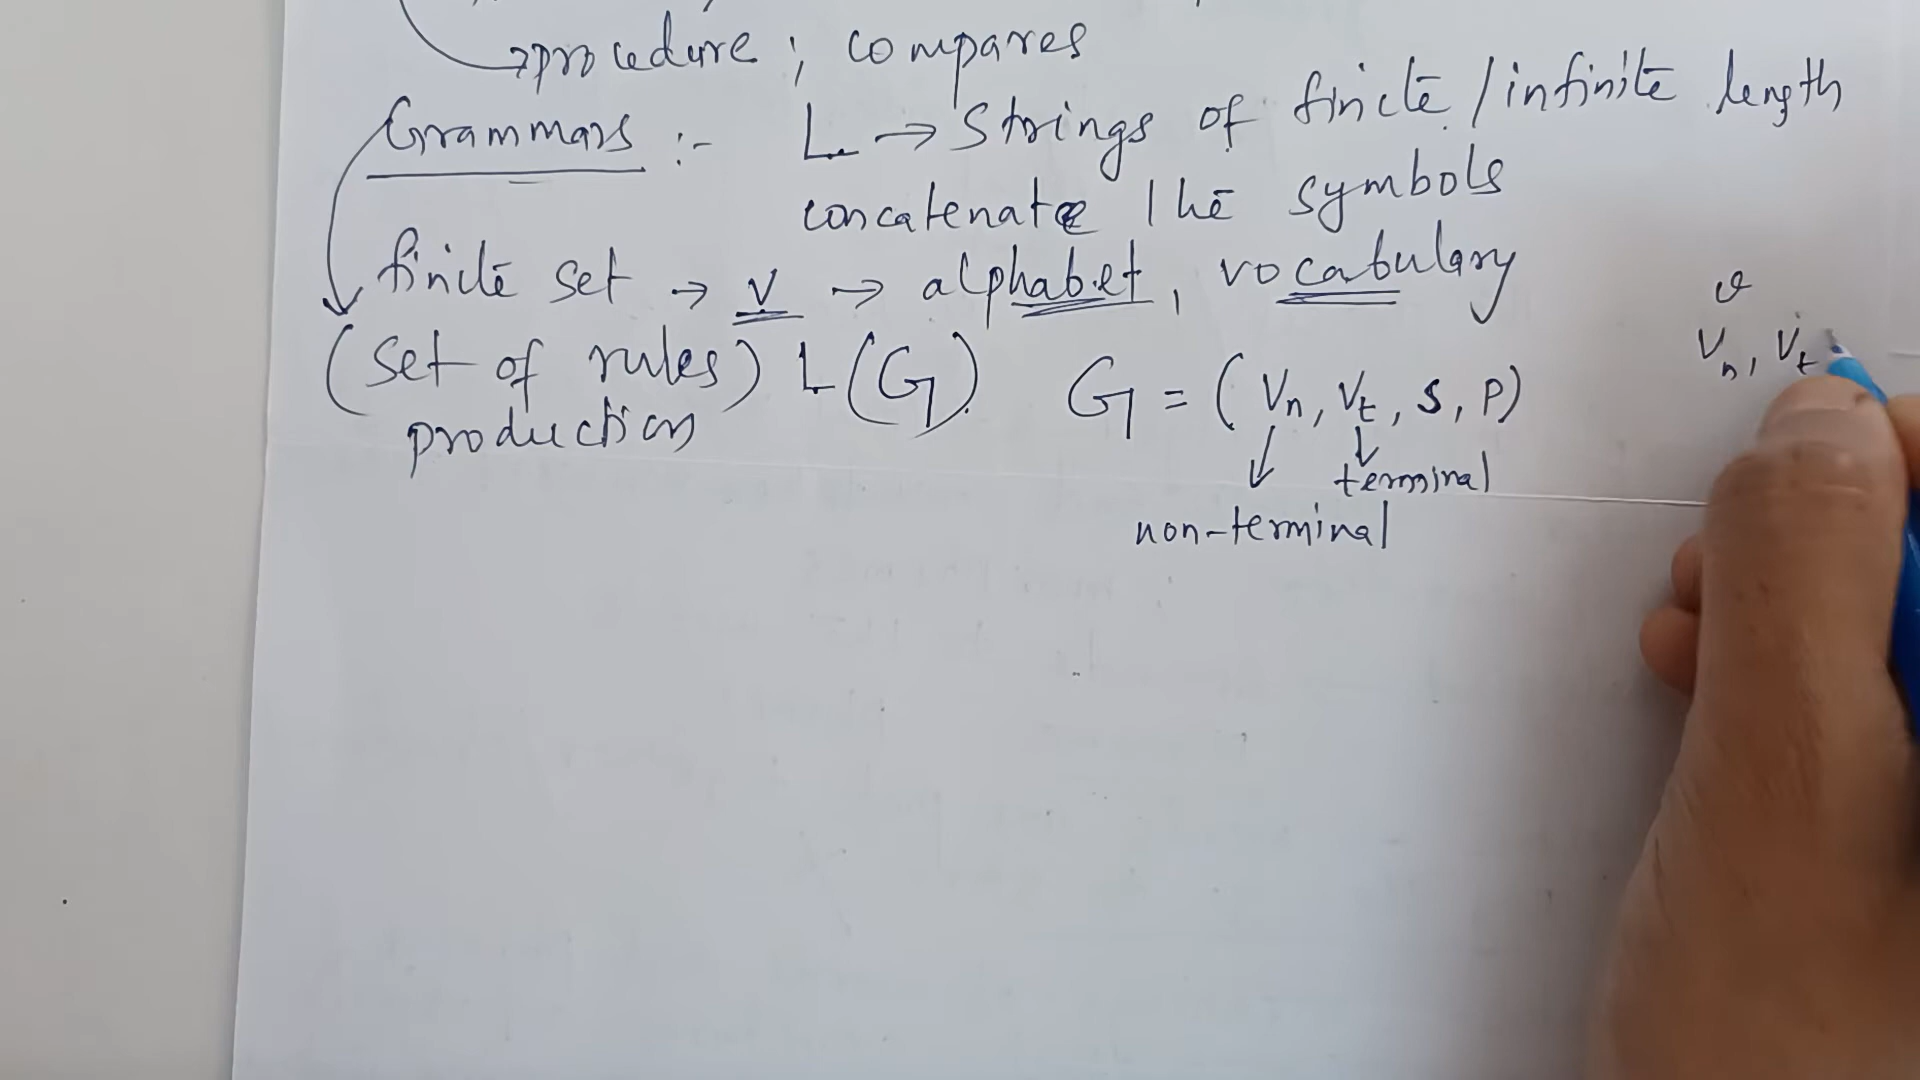 procedure ; compares
Grammars :- L → Strings of finite / infinite length
concatenate the symbols
finite set → V → alphabet, vocabulary
(set of rules) L(G) G = (Vn, Vt, S, P)
production
terminal
non-terminal
Vn, Vt